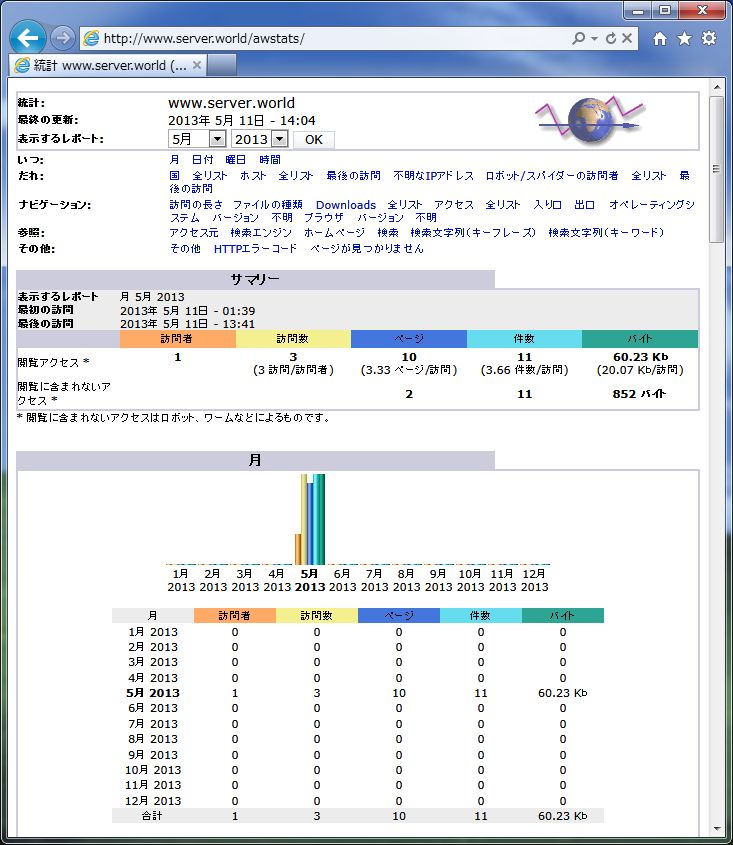 http://www.server.world/awstats/
統計 www.server.world (...
統計: www.server.world
最終の更新: 2013年 5月 11日 - 14:04
表示するレポート: 5月 2013 OK
いつ: 月 日付 曜日 時間
だれ: 国 全リスト ホスト 全リスト 最後の訪問 不明なIPアドレス ロボット/スパイダーの訪問者 全リスト 最
後の訪問
ナビゲーション: 訪問の長さ ファイルの種類 Downloads 全リスト アクセス 全リスト 入り口 出口 オペレーティングシ
ステム バージョン 不明 ブラウザ バージョン 不明
参照: アクセス元 検索エンジン ホームページ 検索 検索文字列(キーフレーズ) 検索文字列(キーワード)
その他: その他 HTTPエラーコード ページが見つかりません
サマリー
表示するレポート 月 5月 2013
最初の訪問 2013年 5月 11日 - 01:39
最後の訪問 2013年 5月 11日 - 13:41
訪問者 訪問数 ページ 件数 バイト
閲覧アクセス * 1 3 10 11 60.23 Kb
(3 訪問/訪問者) (3.33 ページ/訪問) (3.66 件数/訪問) (20.07 Kb/訪問)
閲覧に含まれないア
クセス * 2 11 852 バイト
* 閲覧に含まれないアクセスはロボット、ワームなどによるものです。
月
1月 2月 3月 4月 5月 6月 7月 8月 9月 10月 11月 12月
2013 2013 2013 2013 2013 2013 2013 2013 2013 2013 2013 2013
月 訪問者 訪問数 ページ 件数 バイト
1月 2013 0 0 0 0 0
2月 2013 0 0 0 0 0
3月 2013 0 0 0 0 0
4月 2013 0 0 0 0 0
5月 2013 1 3 10 11 60.23 Kb
6月 2013 0 0 0 0 0
7月 2013 0 0 0 0 0
8月 2013 0 0 0 0 0
9月 2013 0 0 0 0 0
10月 2013 0 0 0 0 0
11月 2013 0 0 0 0 0
12月 2013 0 0 0 0 0
合計 1 3 10 11 60.23 Kb